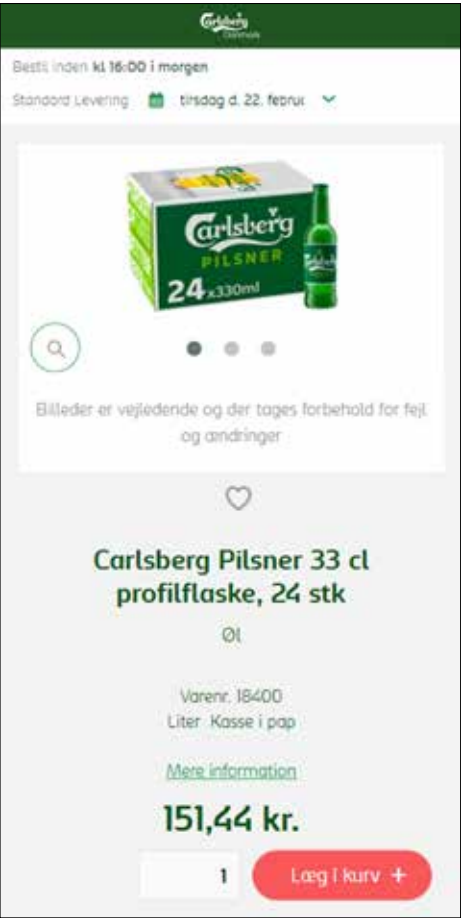 Carlsberg
Danmark
Bestil inden kl 16:00 i morgen
Standard Levering tirsdag d. 22. februa
Carlsberg
PILSNER
24x330ml
Billeder er vejledende og der tages forbehold for fejl
og ændringer
Carlsberg Pilsner 33 cl
profilflaske, 24 stk
Øl
Varenr. 18400
Liter Kasse i pap
Mere information
151,44 kr.
1
Læg i kurv +